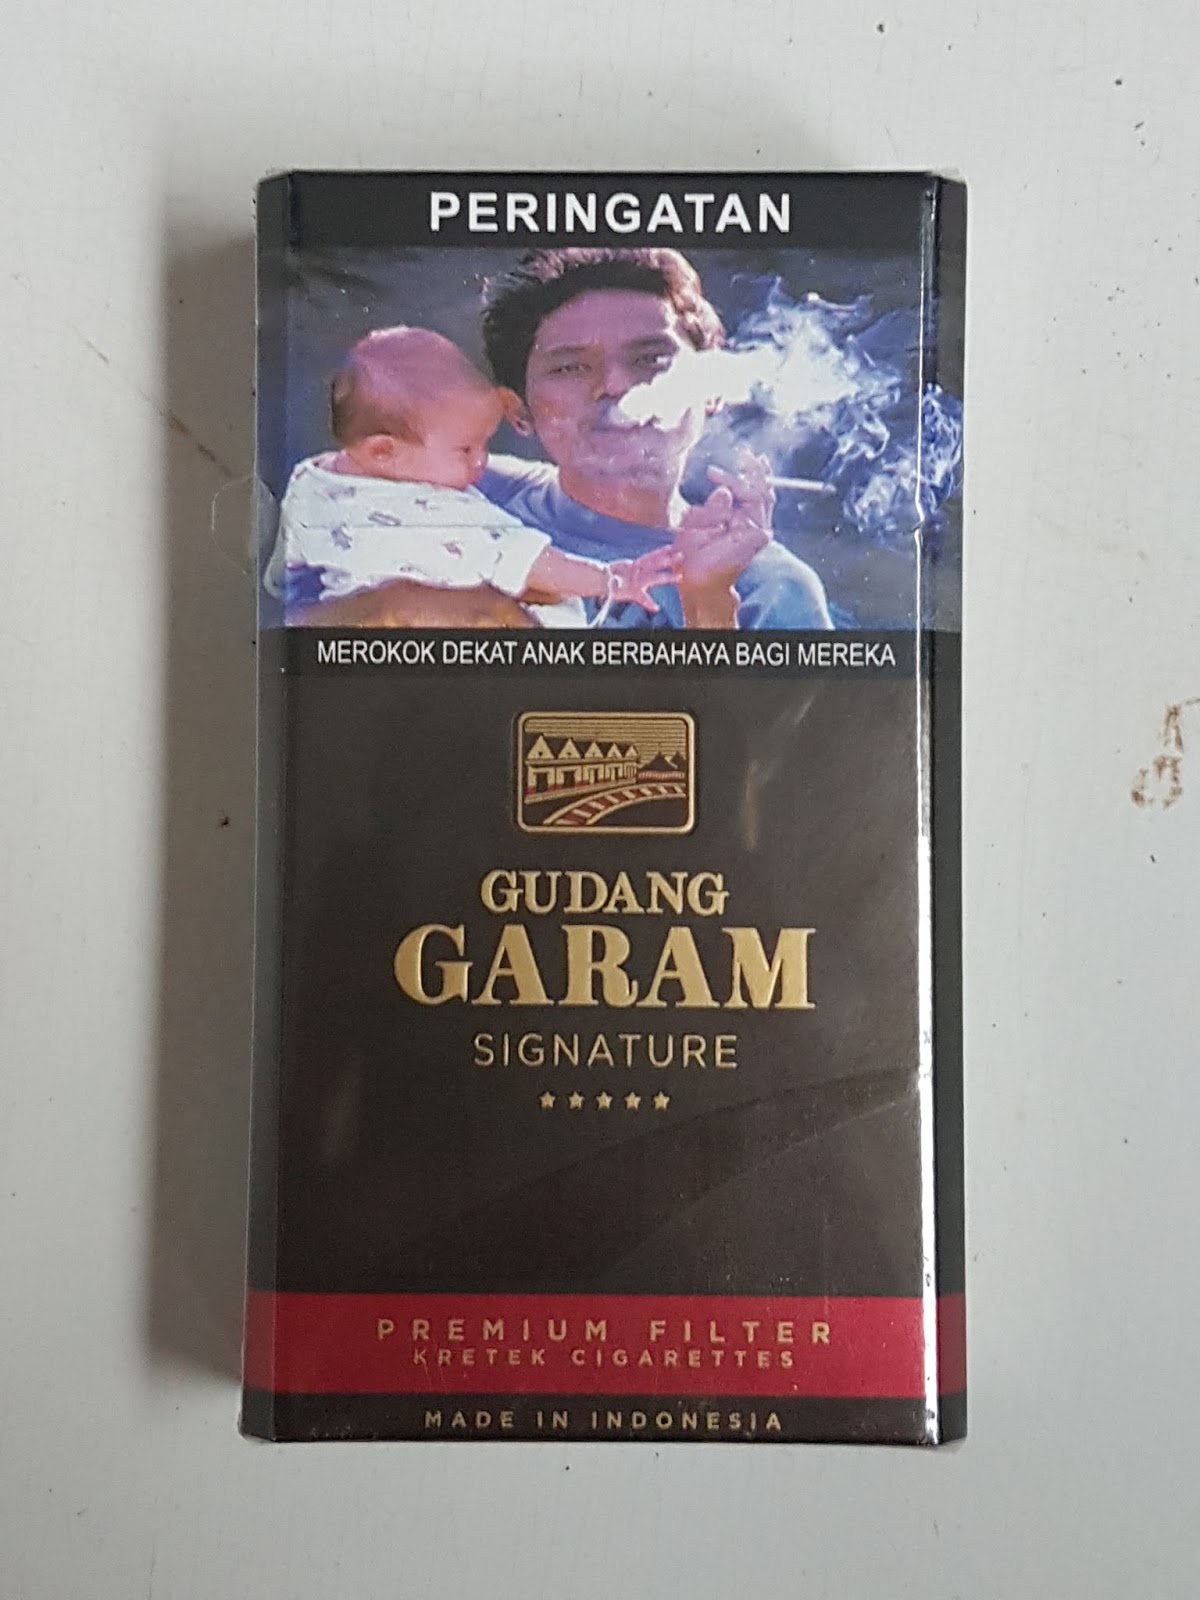 PERINGATAN
MEROKOK DEKAT ANAK BERBAHAYA BAGI MEREKA
GUDANG
GARAM
SIGNATURE
PREMIUM FILTER
KRETEK CIGARETTES
MADE IN INDONESIA